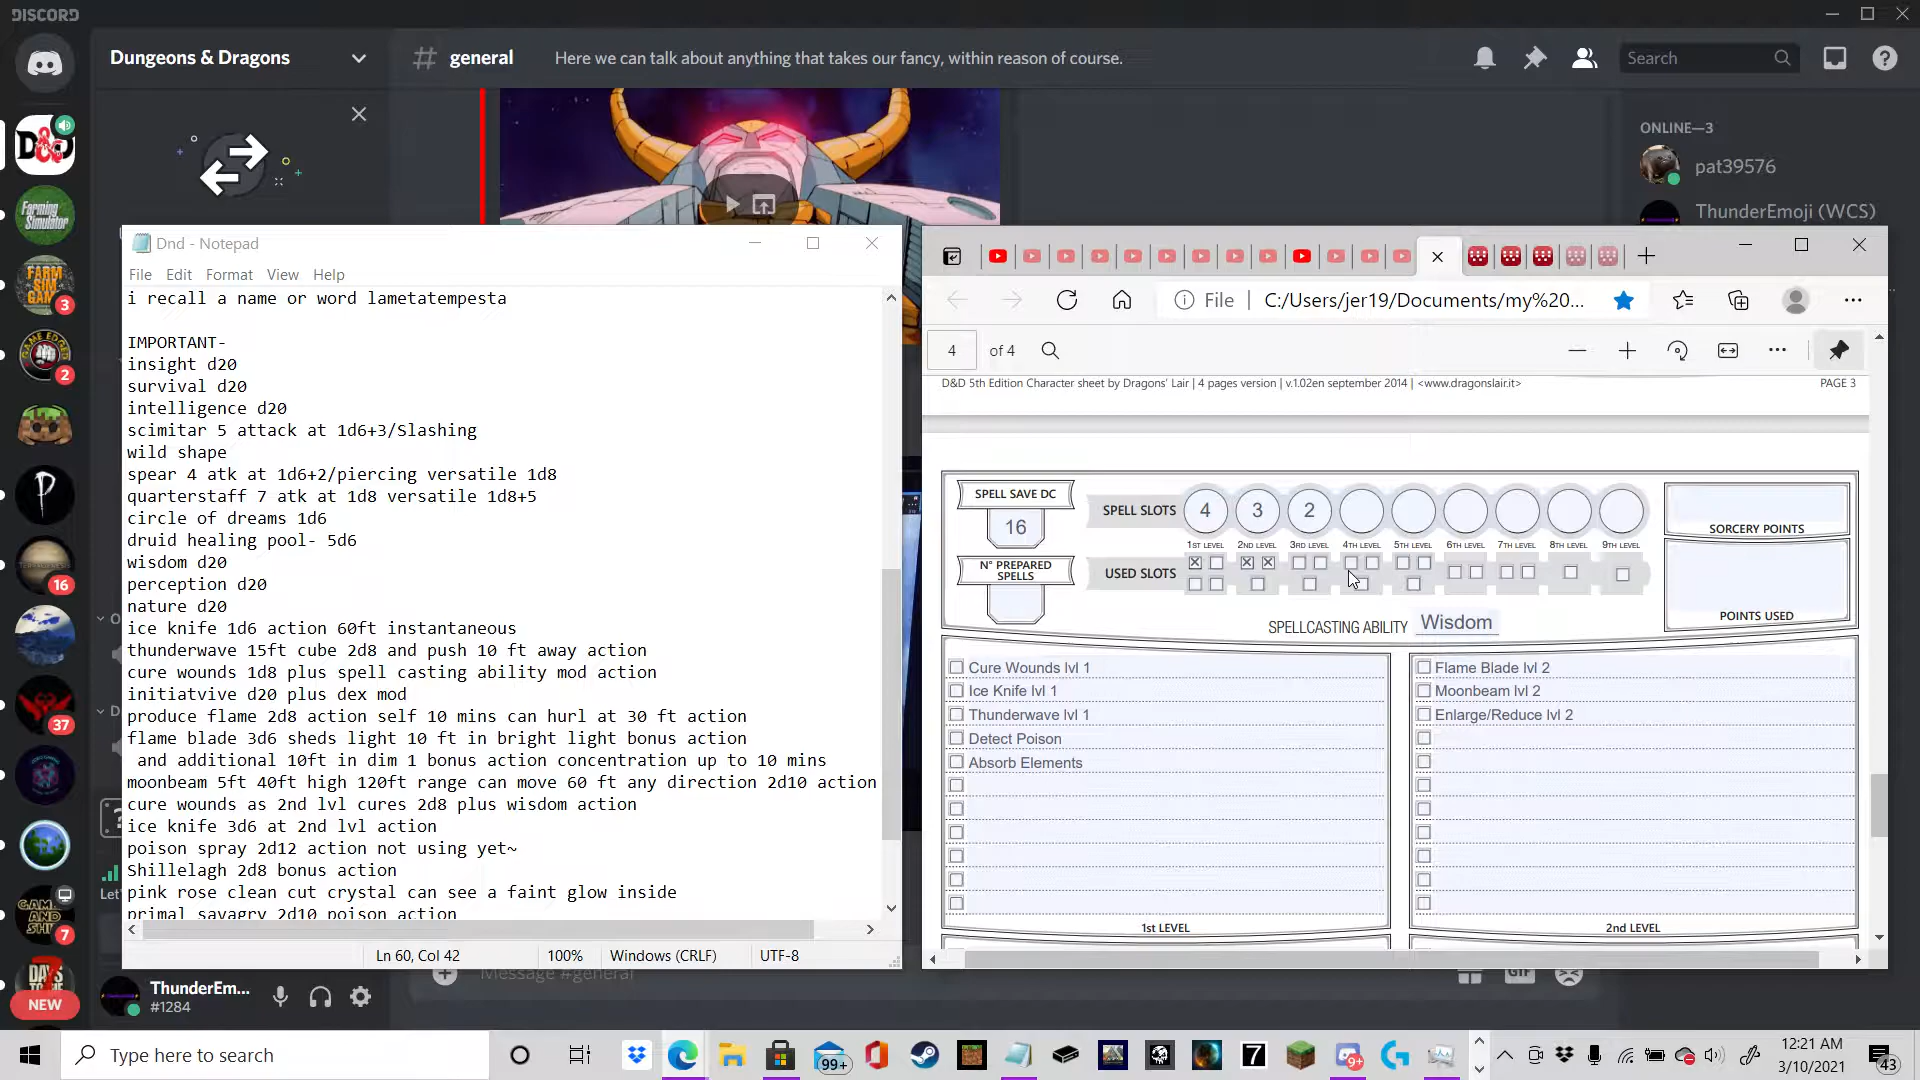 DISCORD
Dungeons & Dragons
# general
Here we can talk about anything that takes our fancy, within reason of course.
Search
ONLINE—3
pat39576
ThunderEmoji (WCS)
D&D
Farming Simulator
3
2
16
37
7
NEW
Dnd - Notepad
File Edit Format View Help
i recall a name or word lametatempesta
IMPORTANT-
insight d20
survival d20
intelligence d20
scimitar 5 attack at 1d6+3/Slashing
wild shape
spear 4 atk at 1d6+2/piercing versatile 1d8
quarterstaff 7 atk at 1d8 versatile 1d8+5
circle of dreams 1d6
druid healing pool- 5d6
wisdom d20
perception d20
nature d20
ice knife 1d6 action 60ft instantaneous
thunderwave 15ft cube 2d8 and push 10 ft away action
cure wounds 1d8 plus spell casting ability mod action
initiatvive d20 plus dex mod
produce flame 2d8 action self 10 mins can hurl at 30 ft action
flame blade 3d6 sheds light 10 ft in bright light bonus action
and additional 10ft in dim 1 bonus action concentration up to 10 mins
moonbeam 5ft 40ft high 120ft range can move 60 ft any direction 2d10 action
cure wounds as 2nd lvl cures 2d8 plus wisdom action
ice knife 3d6 at 2nd lvl action
poison spray 2d12 action not using yet~
Shillelagh 2d8 bonus action
pink rose clean cut crystal can see a faint glow inside
primal savagry 2d10 poison action
Ln 60, Col 42
100%
Windows (CRLF)
UTF-8
File
C:/Users/jer19/Documents/my%20...
4 of 4
D&D 5th Edition Character sheet by Dragons' Lair | 4 pages version | v.1.02en september 2014 | <www.dragonslair.it>
PAGE 3
SPELL SAVE DC
16
SPELL SLOTS
4 3 2
1ST LEVEL 2ND LEVEL 3RD LEVEL 4TH LEVEL 5TH LEVEL 6TH LEVEL 7TH LEVEL 8TH LEVEL 9TH LEVEL
SORCERY POINTS
N° PREPARED SPELLS
USED SLOTS
POINTS USED
SPELLCASTING ABILITY Wisdom
Cure Wounds lvl 1
Ice Knife lvl 1
Thunderwave lvl 1
Detect Poison
Absorb Elements
1st LEVEL
Flame Blade lvl 2
Moonbeam lvl 2
Enlarge/Reduce lvl 2
2nd LEVEL
Message #general
GIF
ThunderEm...
#1284
Type here to search
99+
7
9+
12:21 AM
3/10/2021
43